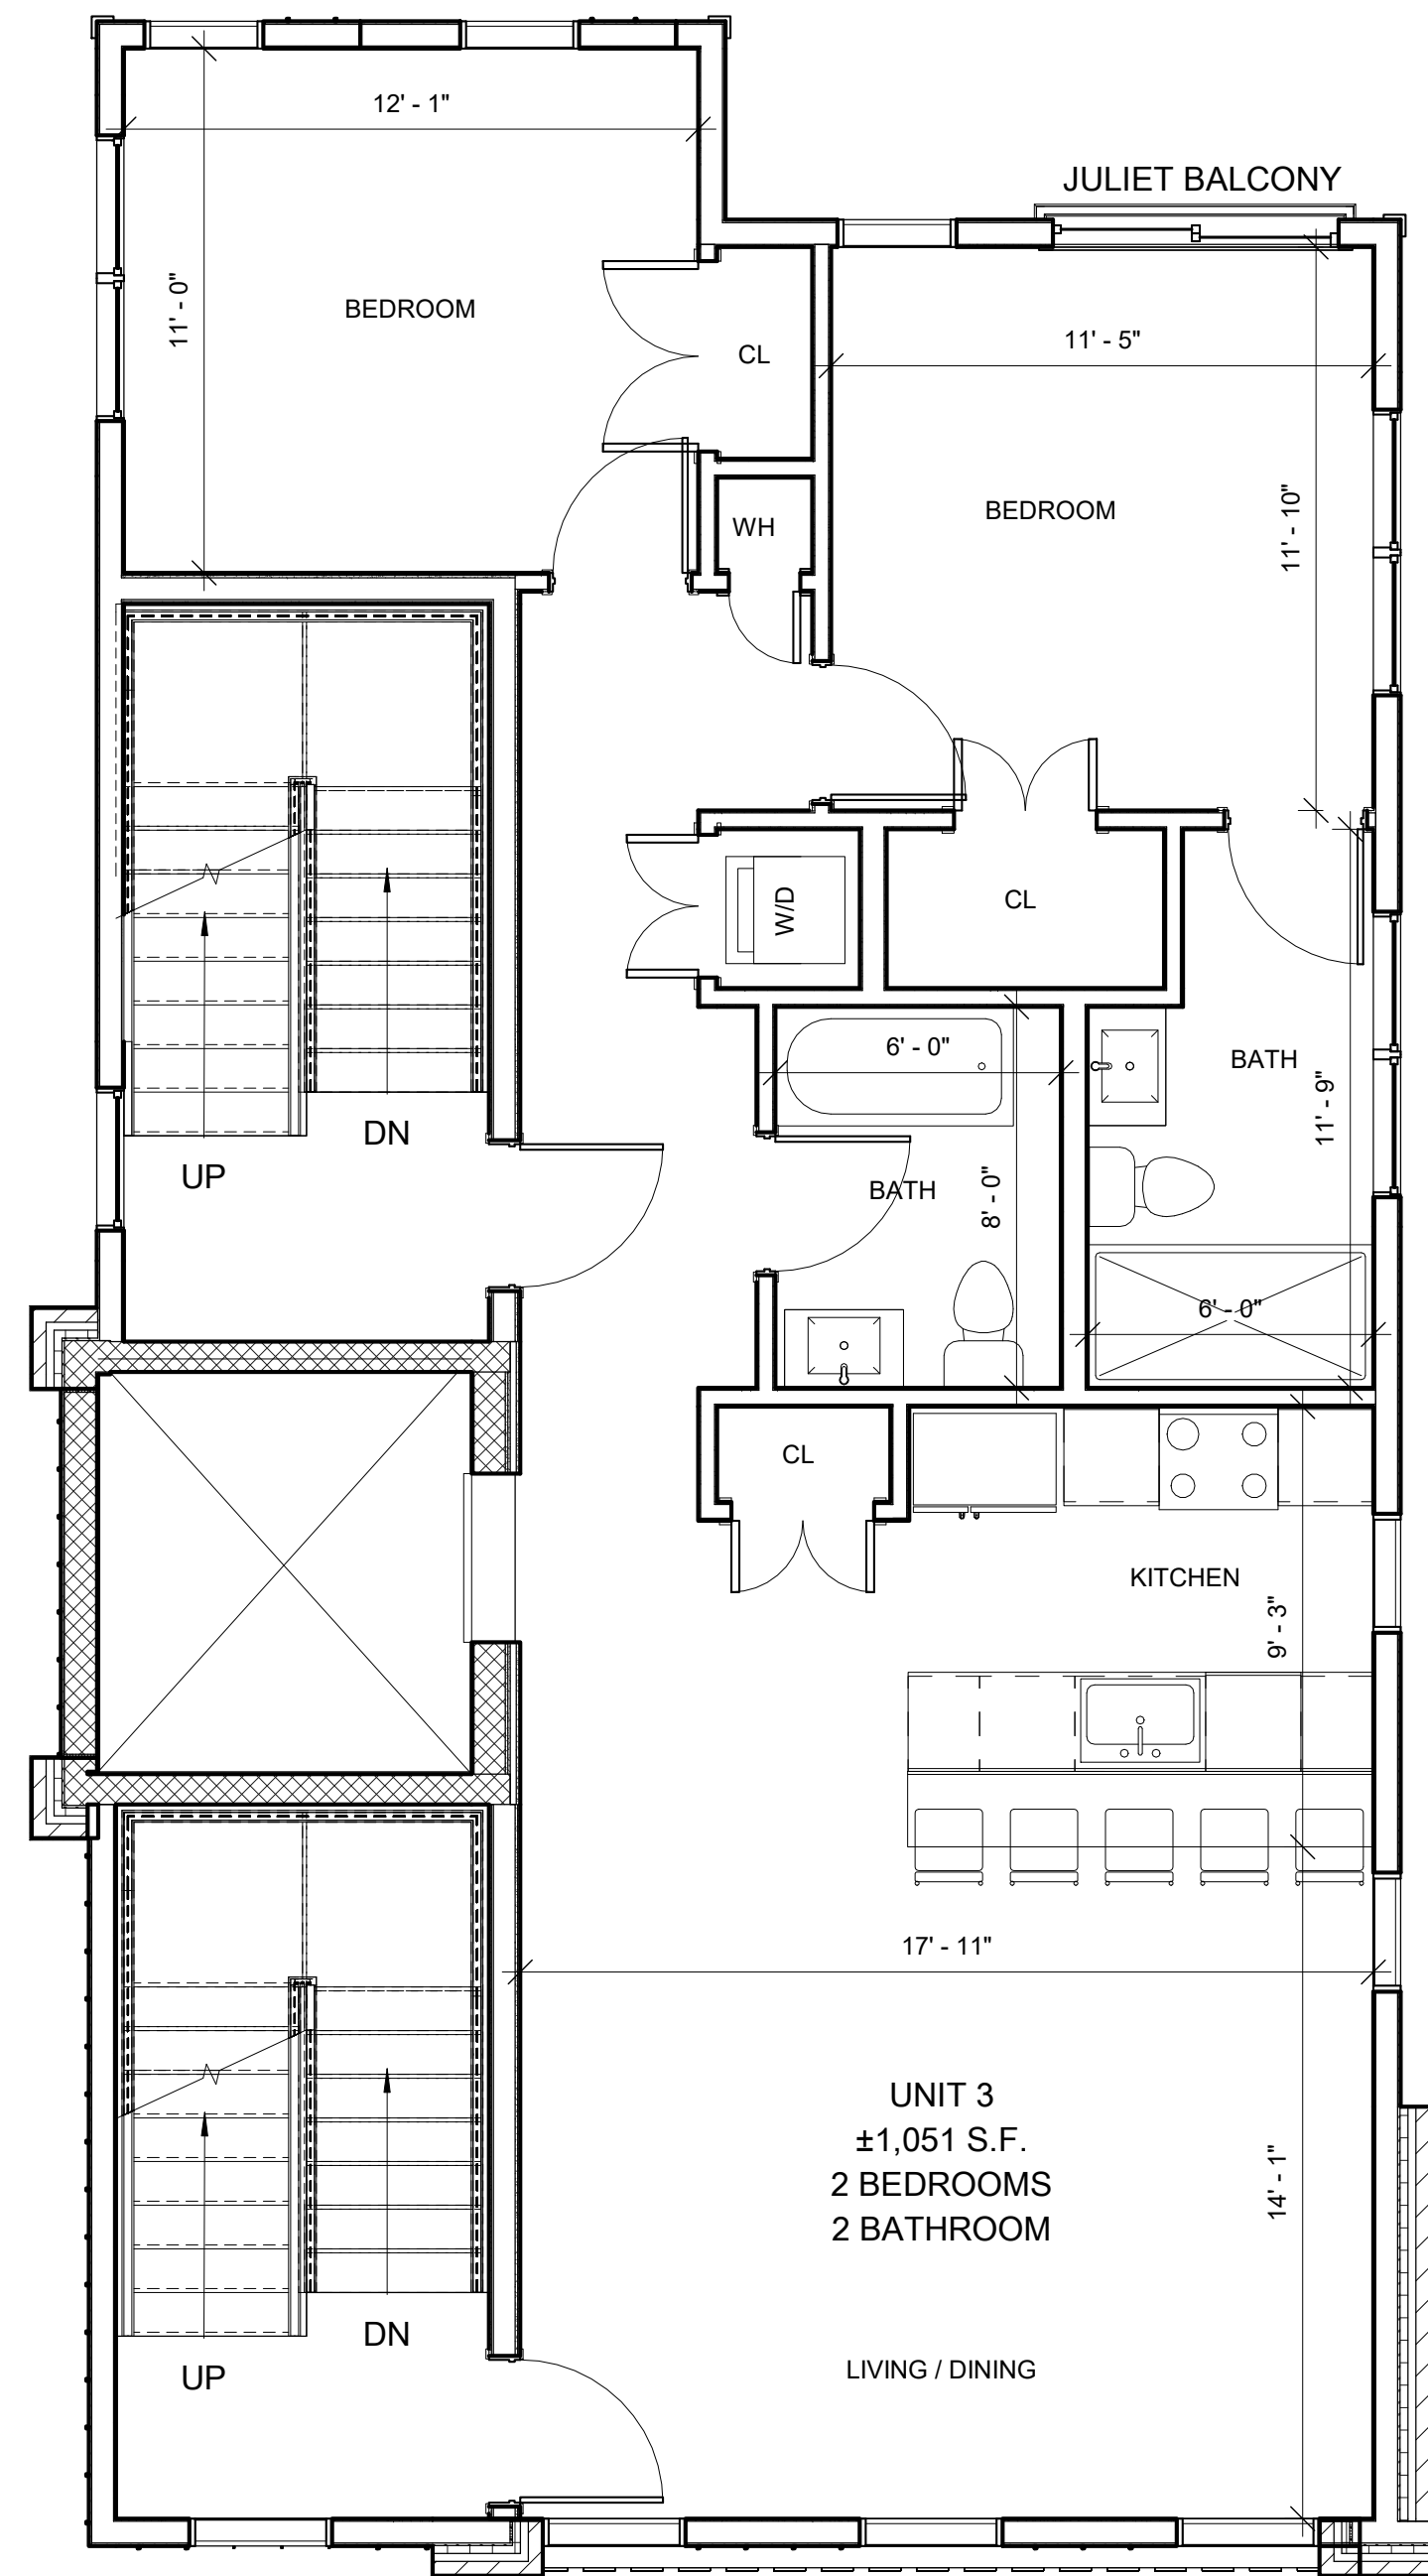 12' - 1"
JULIET BALCONY
11' - 0"
BEDROOM
CL
11' - 5"
BEDROOM
11' - 10"
WH
W/D
CL
6' - 0"
BATH
11' - 9"
DN
UP
BATH
8' - 0"
6' - 0"
CL
KITCHEN
9' - 3"
17' - 11"
UNIT 3
±1,051 S.F.
2 BEDROOMS
2 BATHROOM
14' - 1"
DN
UP
LIVING / DINING